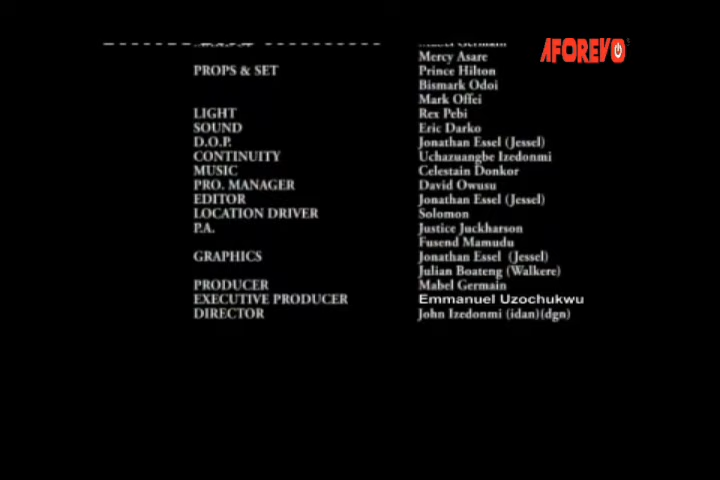 AFOREVO
Mabel Germain
Mercy Asare
PROPS & SET Prince Hilton
Bismark Odoi
Mark Offei
LIGHT Rex Pebi
SOUND Eric Darko
D.O.P. Jonathan Essel (Jessel)
CONTINUITY Uchazuangbe Izedonmi
MUSIC Celestain Donkor
PRO. MANAGER David Owusu
EDITOR Jonathan Essel (Jessel)
LOCATION DRIVER Solomon
P.A. Justice Juckharson
Fusend Mamudu
GRAPHICS Jonathan Essel (Jessel)
Julian Boateng (Walkere)
PRODUCER Mabel Germain
EXECUTIVE PRODUCER Emmanuel Uzochukwu
DIRECTOR John Izedonmi (idan)(dgn)